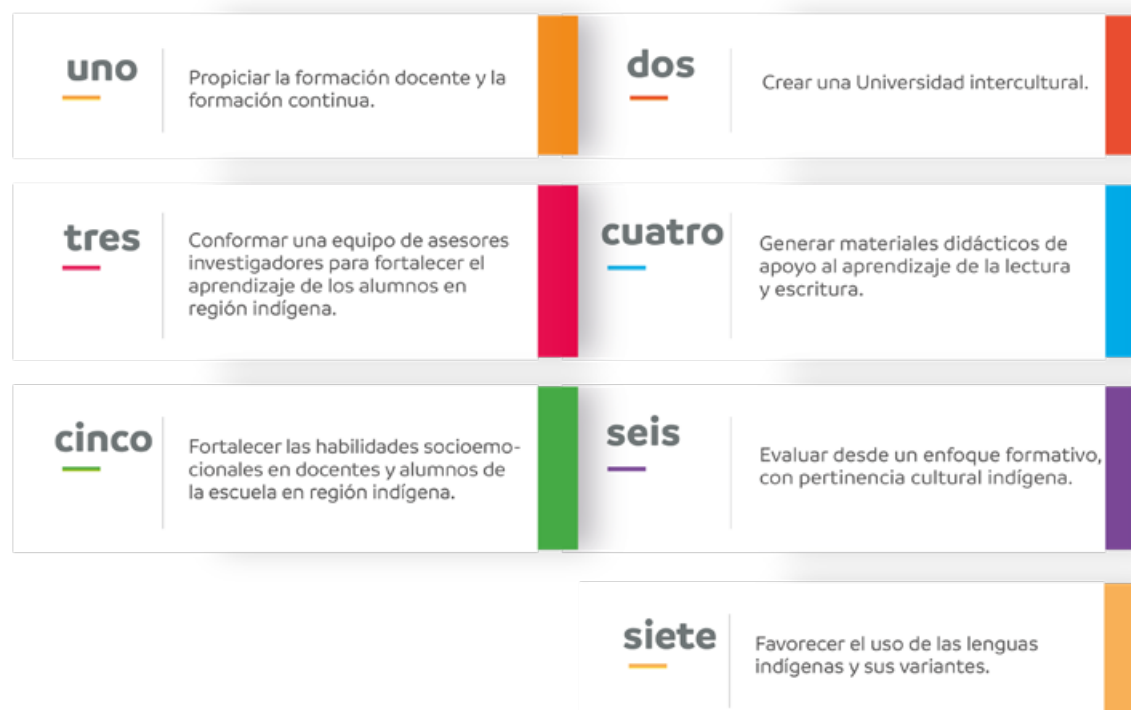 uno
Propiciar la formación docente y la
formación continua.
dos
Crear una Universidad intercultural.
tres
Conformar una equipo de asesores
investigadores para fortalecer el
aprendizaje de los alumnos en
región indígena.
cuatro
Generar materiales didácticos de
apoyo al aprendizaje de la lectura
y escritura.
cinco
Fortalecer las habilidades socioemo-
cionales en docentes y alumnos de
la escuela en región indígena.
seis
Evaluar desde un enfoque formativo,
con pertinencia cultural indígena.
siete
Favorecer el uso de las lenguas
indígenas y sus variantes.